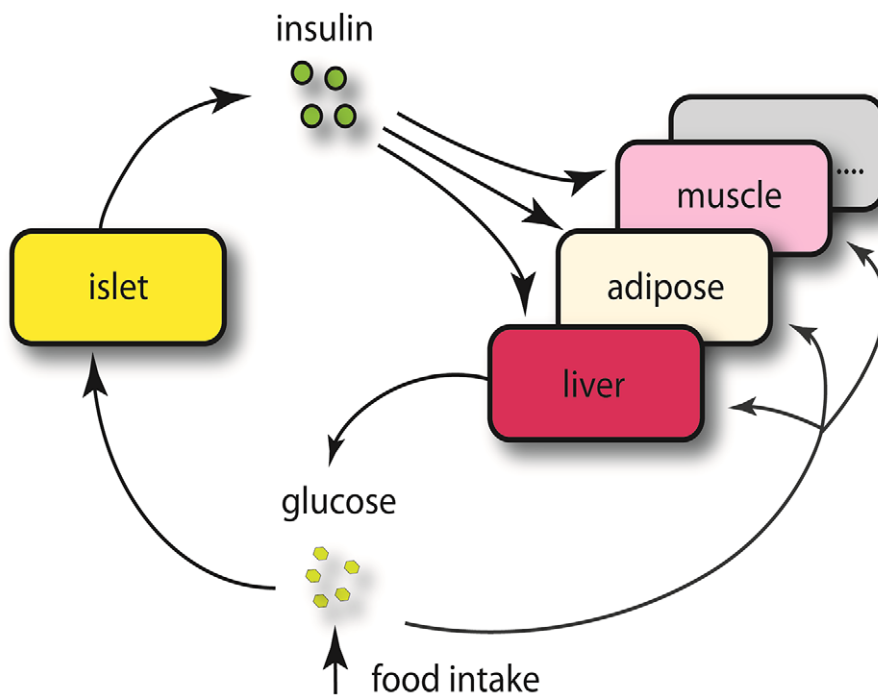 insulin
....
muscle
islet
adipose
liver
glucose
food intake